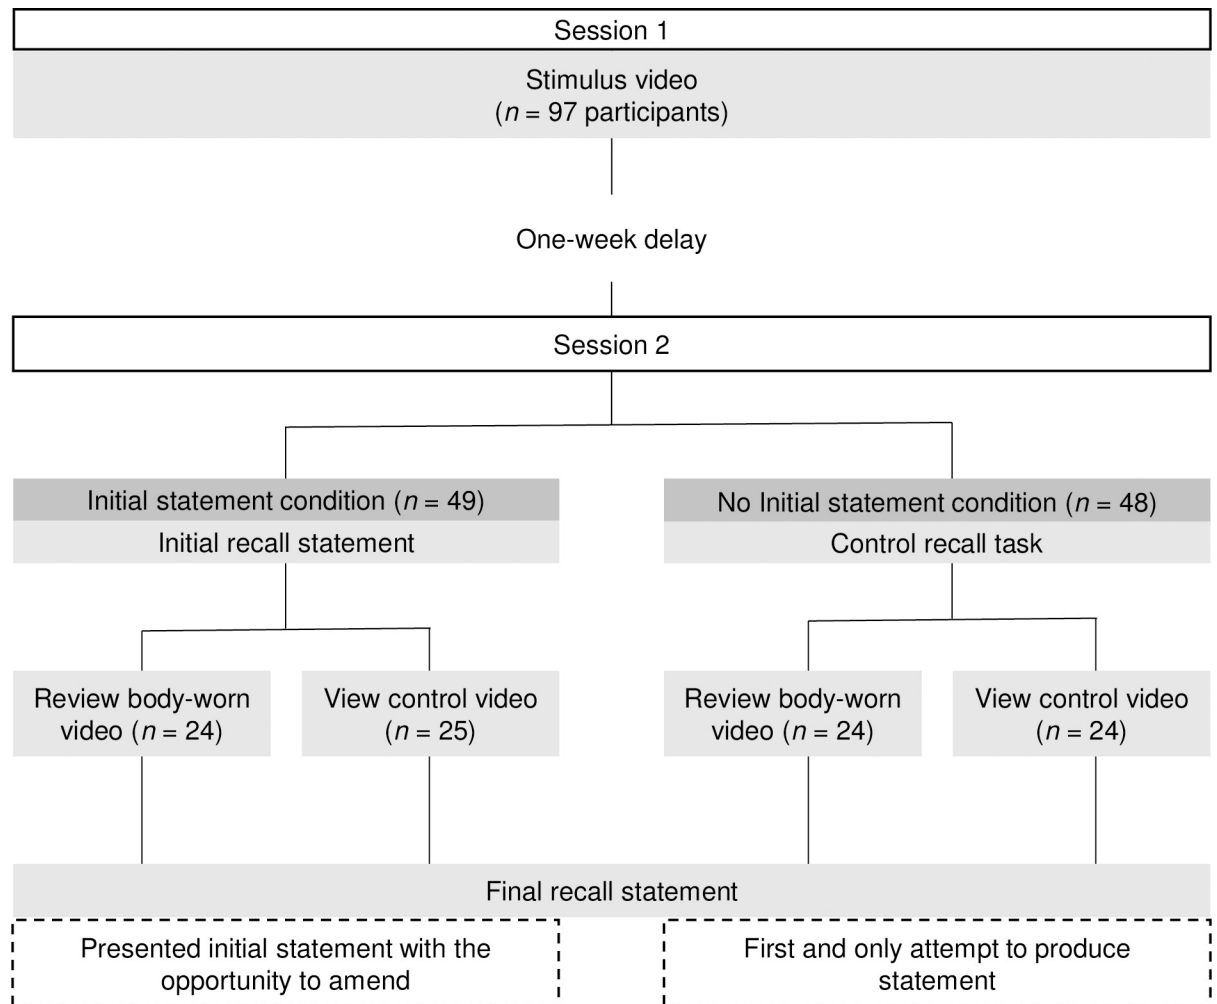 Session 1
Stimulus video
(n = 97 participants)
One-week delay
Session 2
Initial statement condition (n = 49)
Initial recall statement
No Initial statement condition (n = 48)
Control recall task
Review body-worn
video (n = 24)
View control video
(n = 25)
Review body-worn
video (n = 24)
View control video
(n = 24)
Final recall statement
Presented initial statement with the
opportunity to amend
First and only attempt to produce
statement